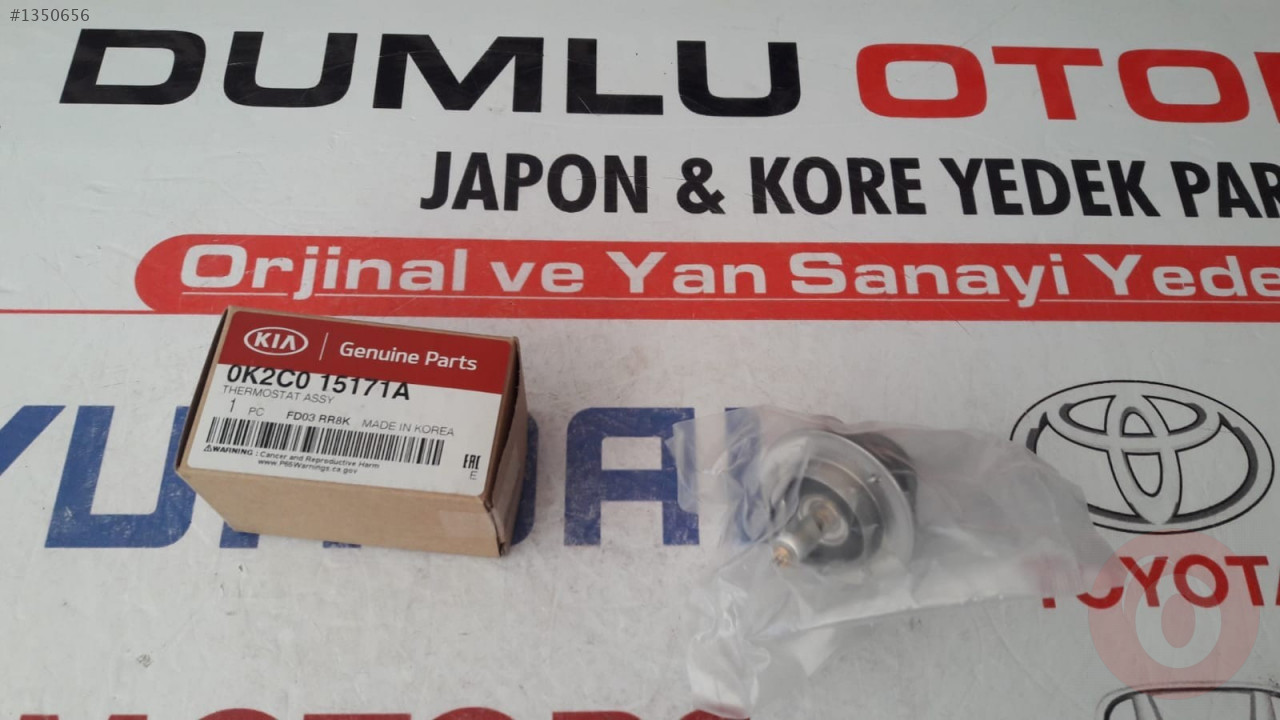 #1350656
DUMLU OTO
JAPON & KORE YEDEK PAR
Orjinal ve Yan Sanayi Yede
KIA | Genuine Parts
0K2C0 15171A
THERMOSTAT ASSY
1 PC FD03 RR8K MADE IN KOREA
WARNING : Cancer and Reproductive Harm
www.P65Warnings.ca.gov
EAC
E
TOYOTA